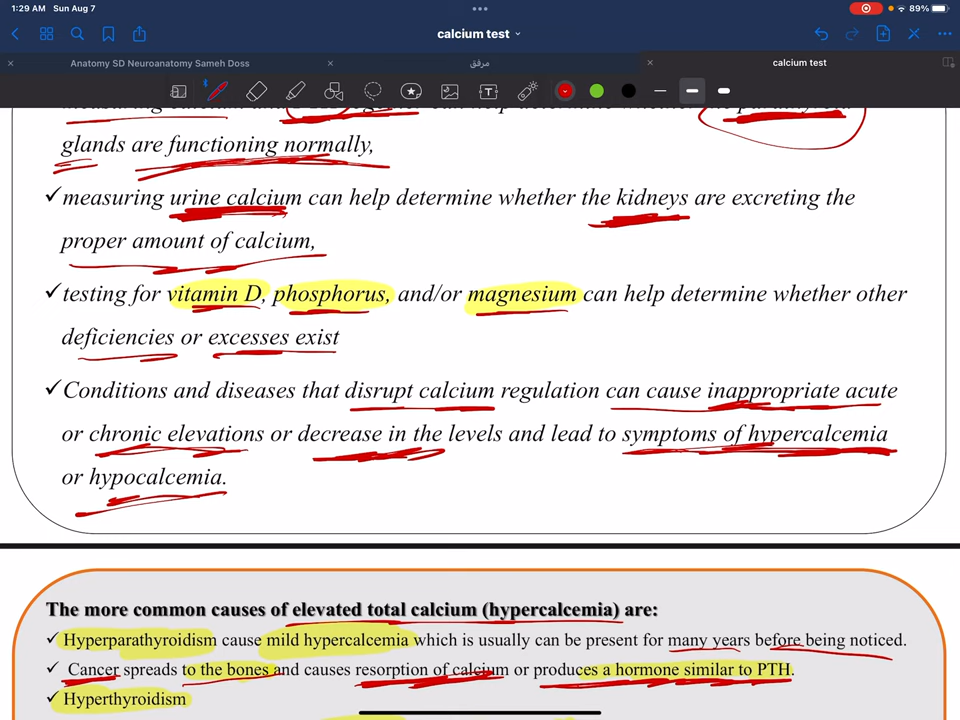 1:29 AM Sun Aug 7
89%
calcium test
Anatomy SD Neuroanatomy Sameh Doss
مرفق
calcium test
glands are functioning normally,
✓measuring urine calcium can help determine whether the kidneys are excreting the
proper amount of calcium,
✓testing for vitamin D, phosphorus, and/or magnesium can help determine whether other
deficiencies or excesses exist
✓Conditions and diseases that disrupt calcium regulation can cause inappropriate acute
or chronic elevations or decrease in the levels and lead to symptoms of hypercalcemia
or hypocalcemia.
The more common causes of elevated total calcium (hypercalcemia) are:
✓ Hyperparathyroidism cause mild hypercalcemia which is usually can be present for many years before being noticed.
✓ Cancer spreads to the bones and causes resorption of calcium or produces a hormone similar to PTH.
✓ Hyperthyroidism